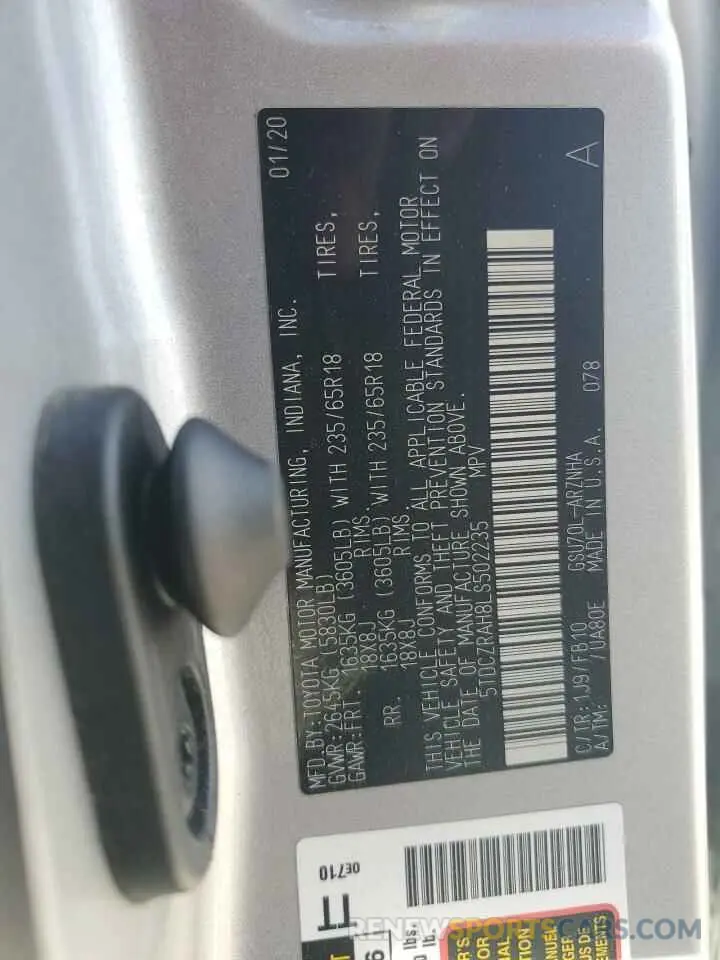 MFD.BY:TOYOTA MOTOR MANUFACTURING, INDIANA, INC. 01/20
GVWR:2645KG (5830LB)
GAWR:FRT. 1635KG (3605LB) WITH 235/65R18 TIRES,
18X8J RIMS.
RR. 1635KG (3605LB) WITH 235/65R18 TIRES,
18X8J RIMS.
THIS VEHICLE CONFORMS TO ALL APPLICABLE FEDERAL MOTOR
VEHICLE SAFETY AND THEFT PREVENTION STANDARDS IN EFFECT ON
THE DATE OF MANUFACTURE SHOWN ABOVE.
5TDCZRAH8LS502235 MPV
C/TR:1J9/FB10 GSU70L-ARZNHA 078 A
A/TM: /UA80E MADE IN U.S.A.
0E710
RENEWSFORBUSINESS.COM